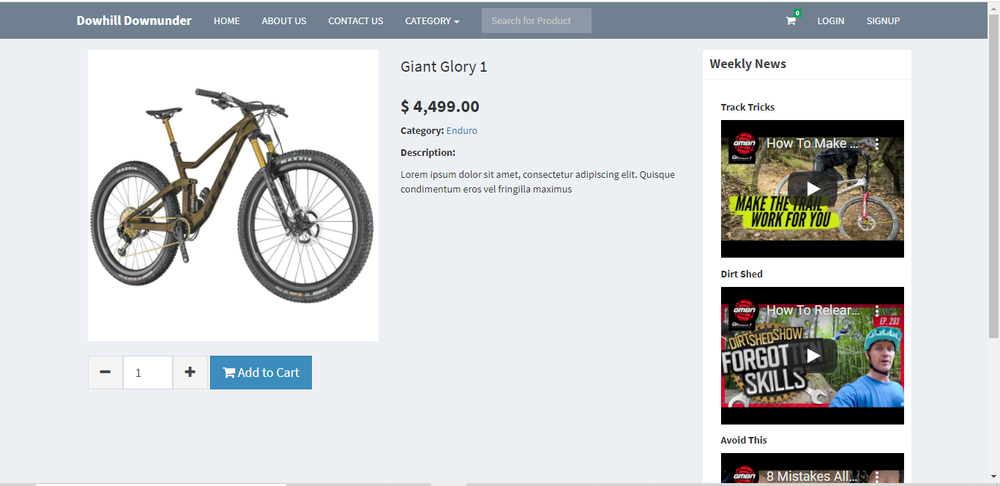 Dowhill Downunder HOME ABOUT US CONTACT US CATEGORY Search for Product 0 LOGIN SIGNUP
Giant Glory 1
$ 4,499.00
Category: Enduro
Description:
Lorem ipsum dolor sit amet, consectetur adipiscing elit. Quisque
condimentum eros vel fringilla maximus
MAXXIS
MAXXIS
1
Add to Cart
Weekly News
Track Tricks
GMBN
How To Make ...
MAKE THE TRAIL
WORK FOR YOU
Dirt Shed
GMBN
How To Relear...
EP. 293
DIRT SHED SHOW
FORGOTTEN
SKILLS
Avoid This
GMBN
8 Mistakes All...